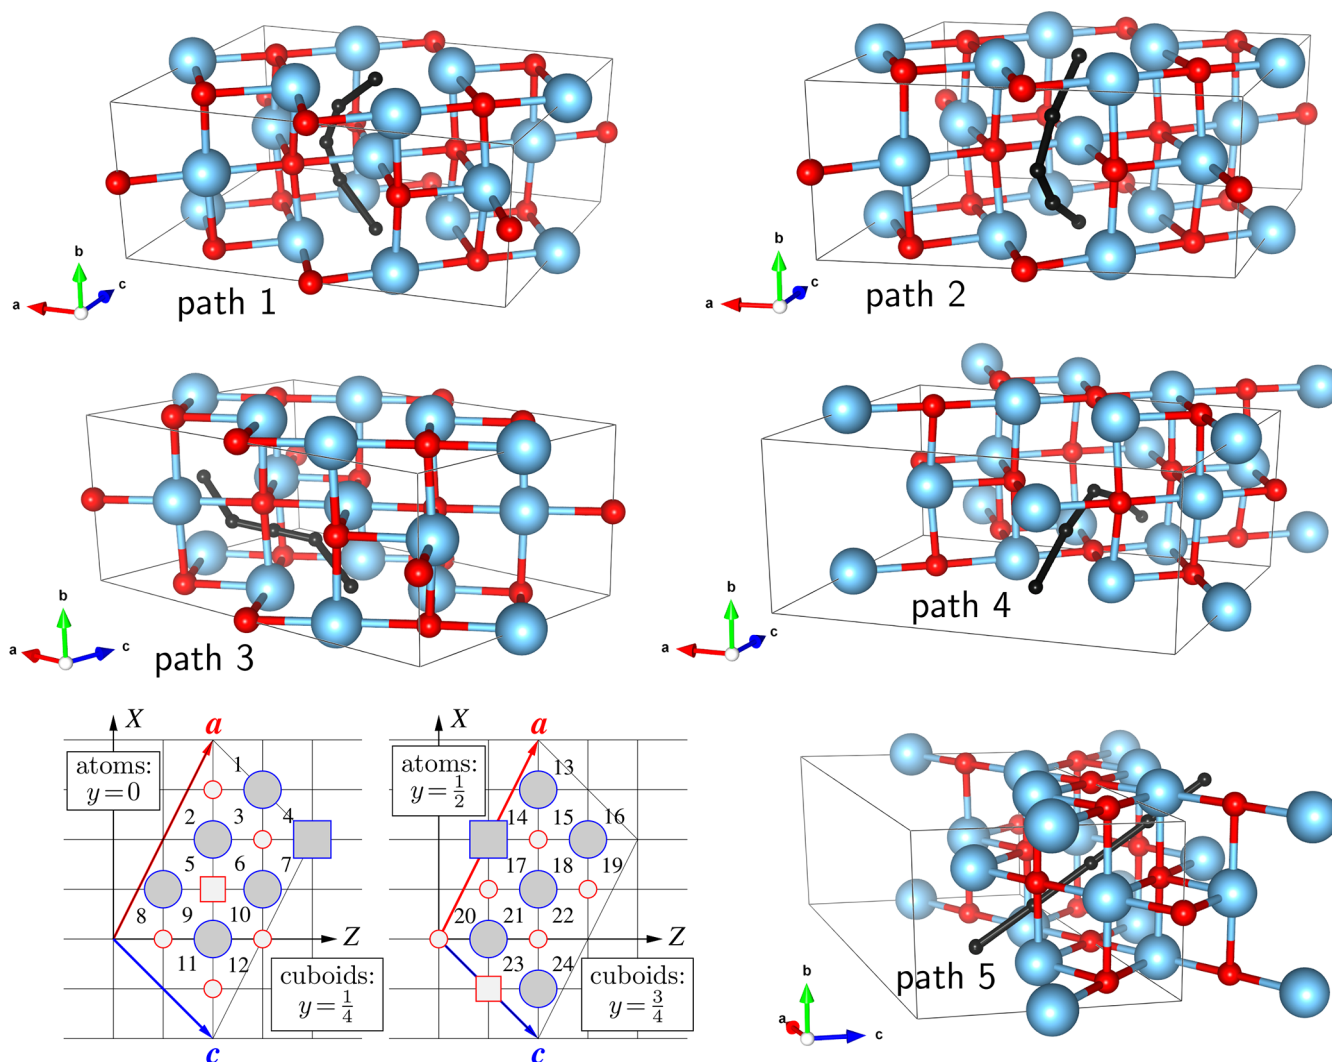 b
c
a
path 1
b
c
a
path 2
b
a
c
path 3
b
c
a
path 4
X
a
atoms:
y=0
1
2
3
4
5
6
7
8
9
10
Z
11
12
cuboids:
y=1/4
c
X
a
atoms:
y=1/2
13
14
15
16
17
18
19
20
21
22
Z
23
24
cuboids:
y=3/4
c
path 5
b
a
c